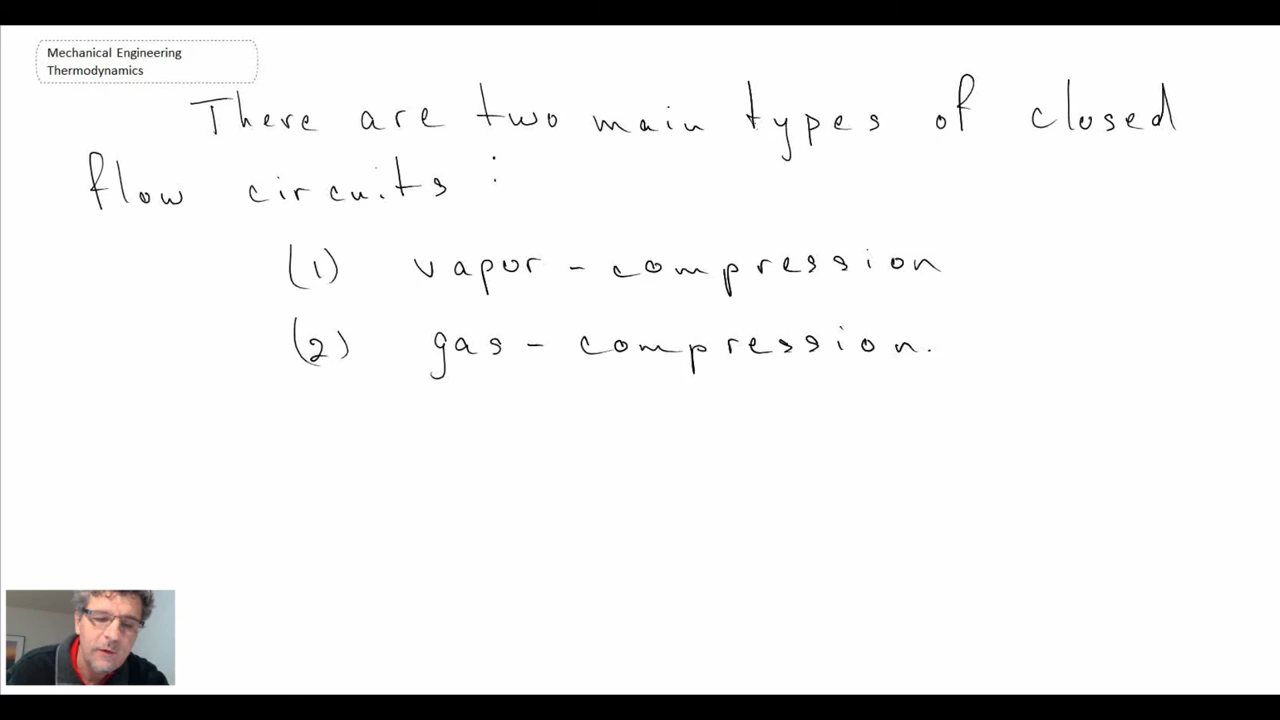 Mechanical Engineering
Thermodynamics
There are two main types of closed
flow circuits :
(1) vapor - compression
(2) gas - compression.